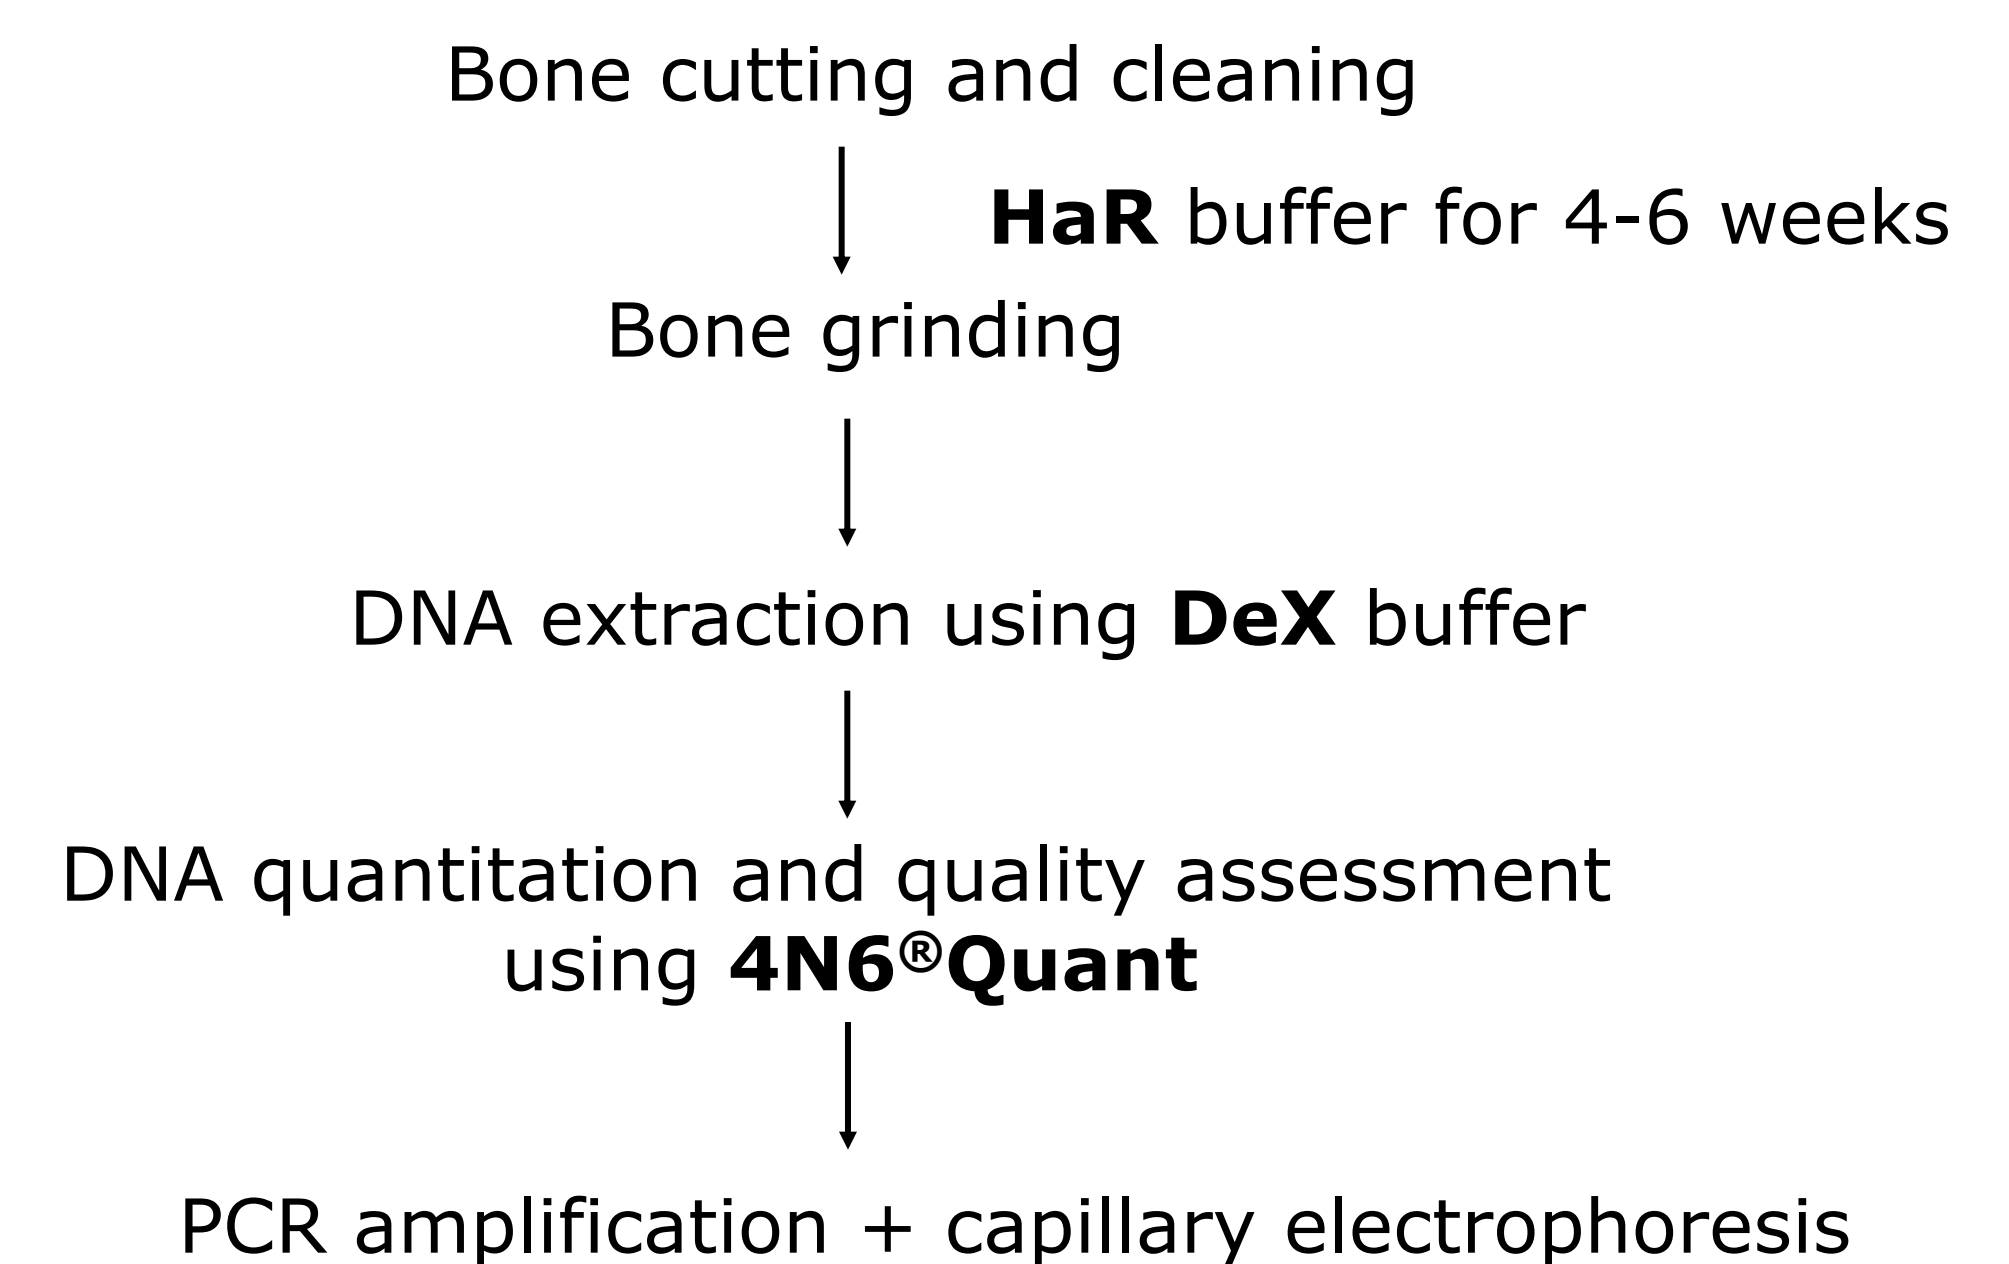 Bone cutting and cleaning
HaR buffer for 4-6 weeks
Bone grinding
DNA extraction using DeX buffer
DNA quantitation and quality assessment
using 4N6®Quant
PCR amplification + capillary electrophoresis